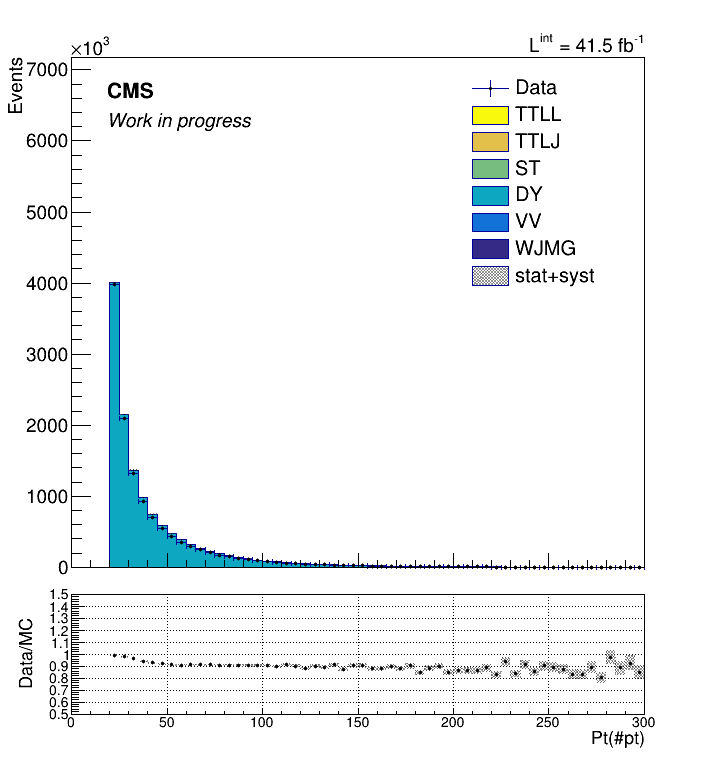 ×10³
L^int = 41.5 fb⁻¹
Events
7000
6000
5000
4000
3000
2000
1000
0
CMS
Work in progress
Data
TTLL
TTLJ
ST
DY
VV
WJMG
stat+syst
Data/MC
1.5
1.4
1.3
1.2
1.1
1
0.9
0.8
0.7
0.6
0.5
0 50 100 150 200 250 300
Pt(#pt)